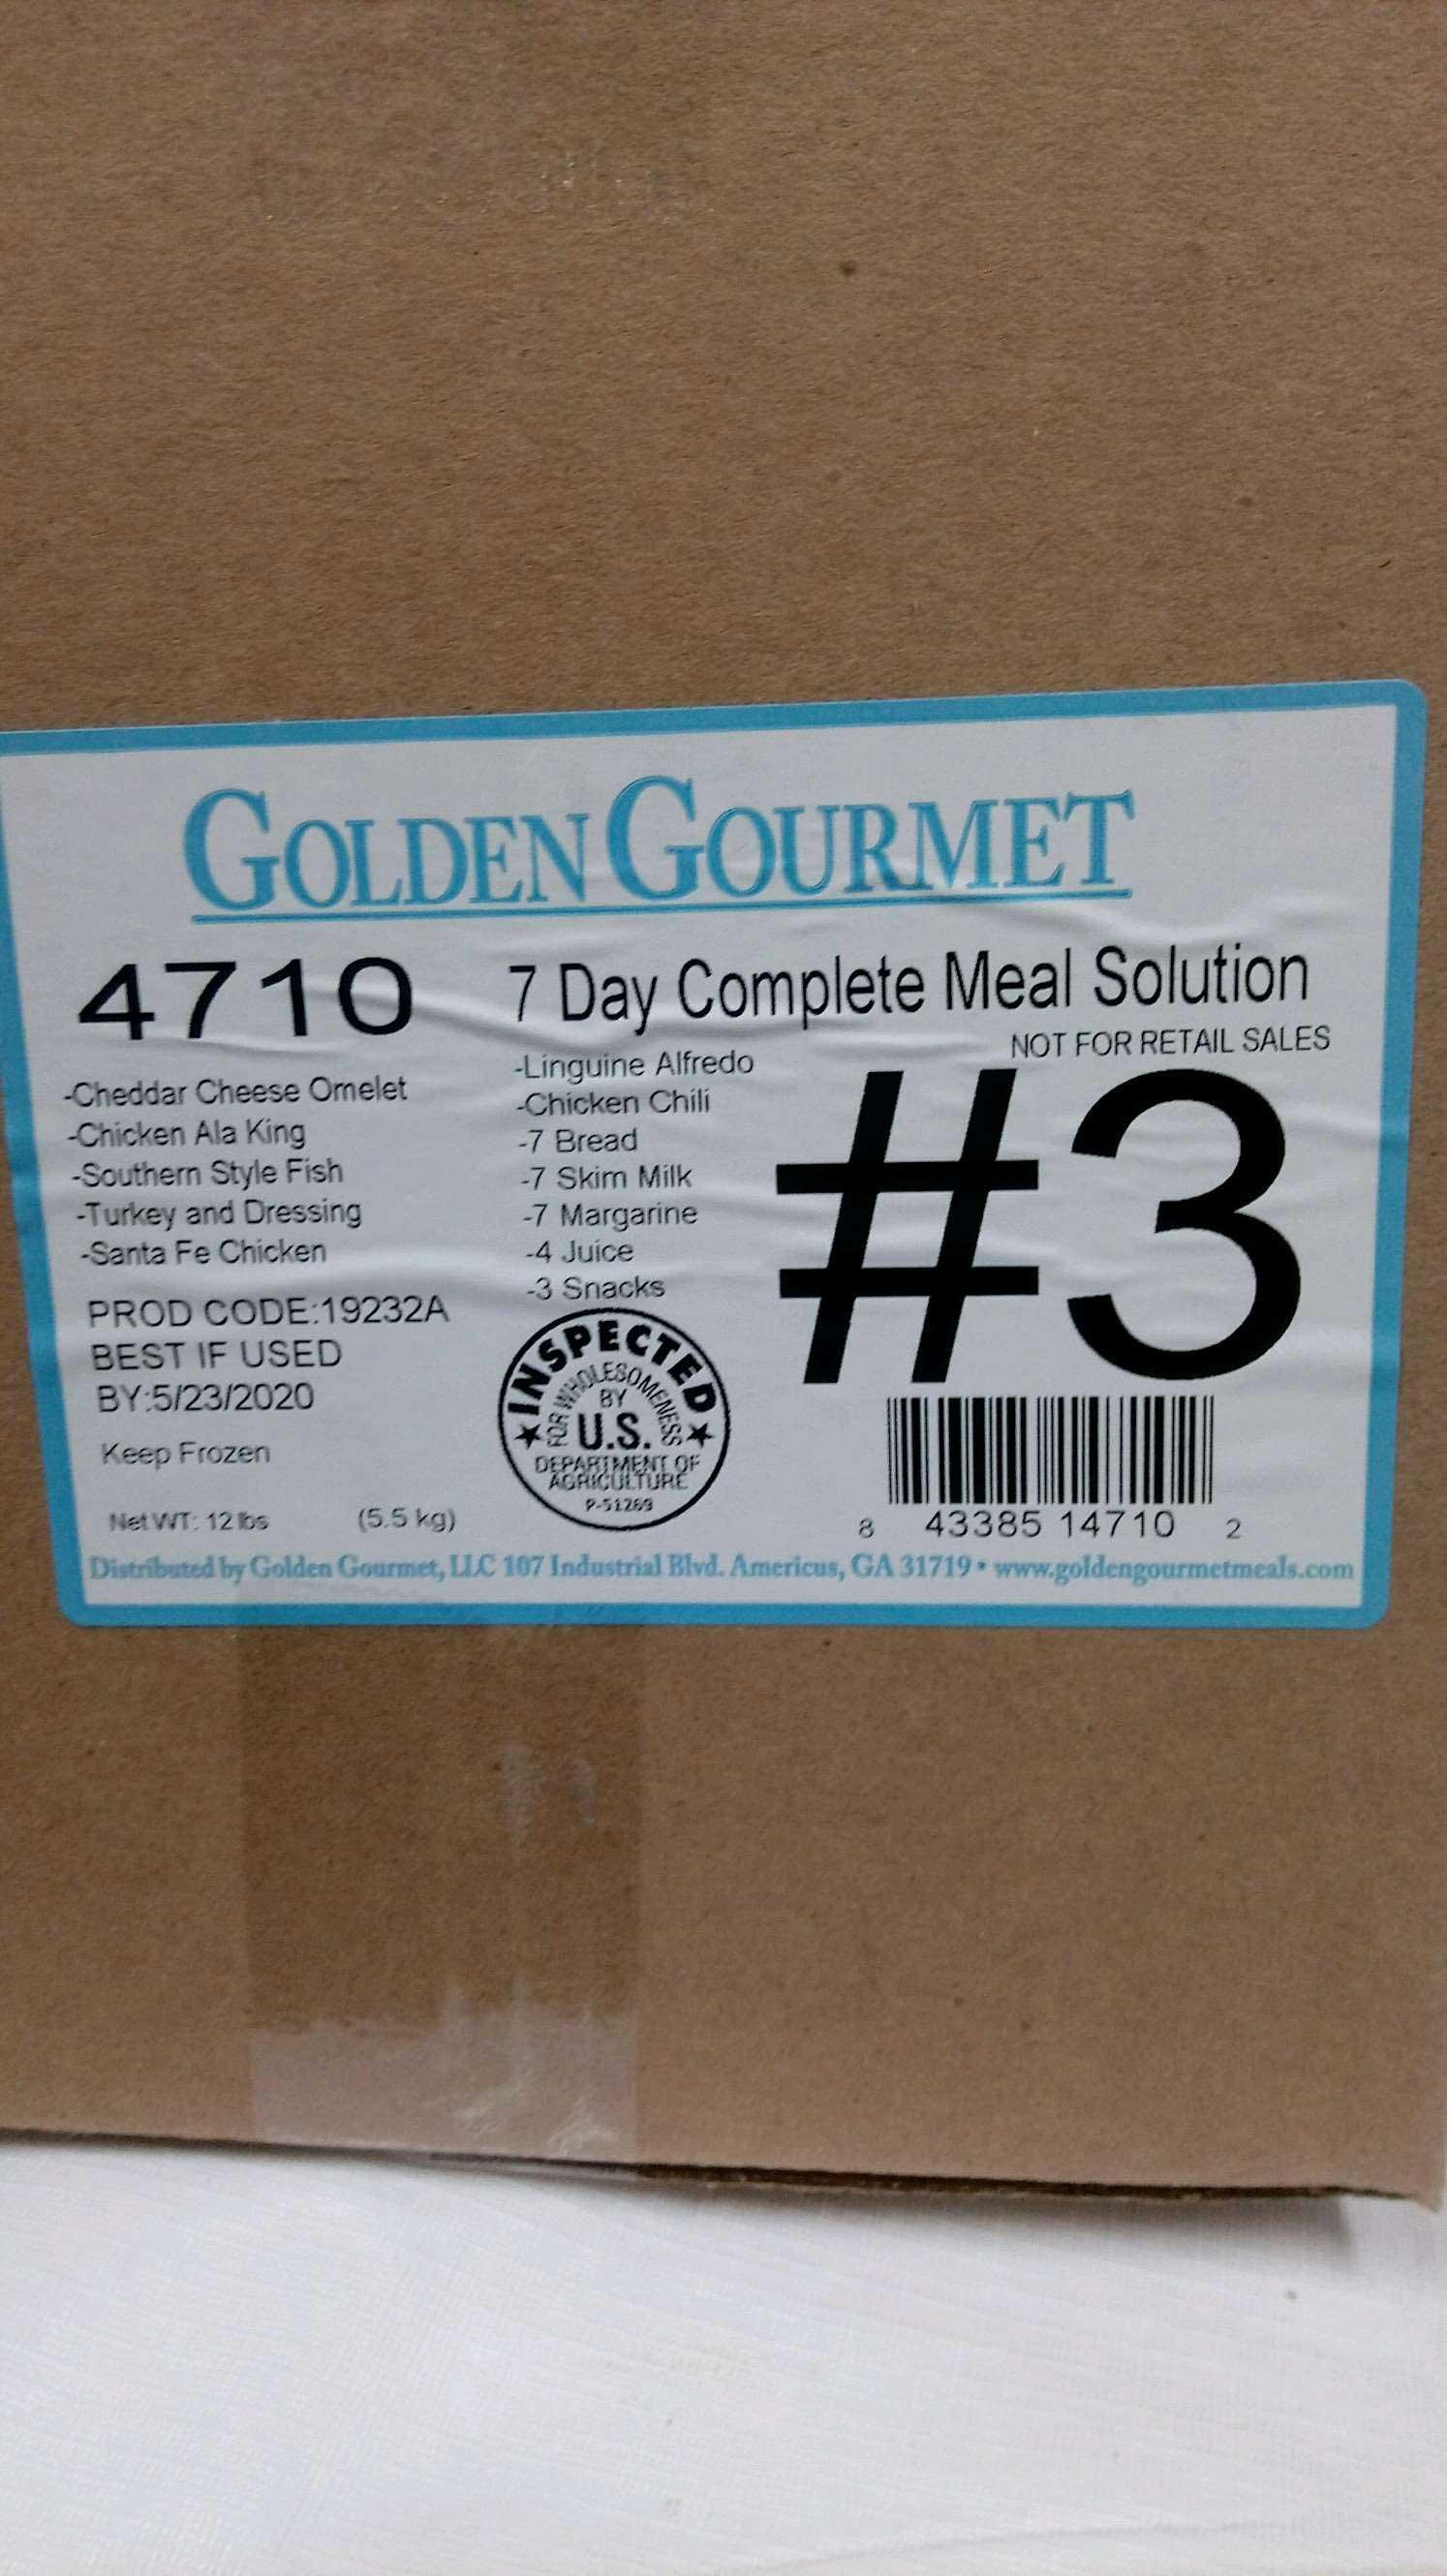 GOLDEN GOURMET
4710 7 Day Complete Meal Solution
NOT FOR RETAIL SALES
-Cheddar Cheese Omelet
-Chicken Ala King
-Southern Style Fish
-Turkey and Dressing
-Santa Fe Chicken
-Linguine Alfredo
-Chicken Chili
-7 Bread
-7 Skim Milk
-7 Margarine
-4 Juice
-3 Snacks
#3
PROD CODE:19232A
BEST IF USED
BY:5/23/2020
Keep Frozen
Net WT: 12 lbs (5.5 kg)
INSPECTED
FOR WHOLESOMENESS
BY
U.S.
DEPARTMENT OF
AGRICULTURE
P-51269
8 43385 14710 2
Distributed by Golden Gourmet, LLC 107 Industrial Blvd. Americus, GA 31719 • www.goldengourmetmeals.com